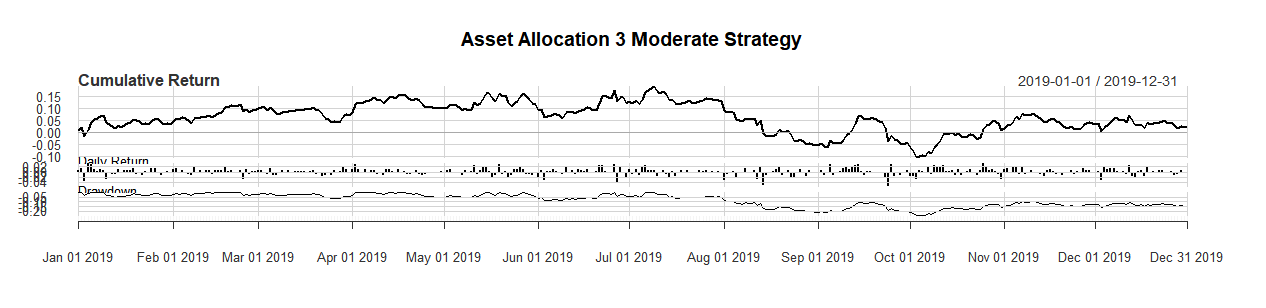 Asset Allocation 3 Moderate Strategy
Cumulative Return
2019-01-01 / 2019-12-31
0.15
0.10
0.05
0.00
-0.05
-0.10
Daily Return
0.02
-0.04
Drawdown
-0.20
Jan 01 2019 Feb 01 2019 Mar 01 2019 Apr 01 2019 May 01 2019 Jun 01 2019 Jul 01 2019 Aug 01 2019 Sep 01 2019 Oct 01 2019 Nov 01 2019 Dec 01 2019 Dec 31 2019